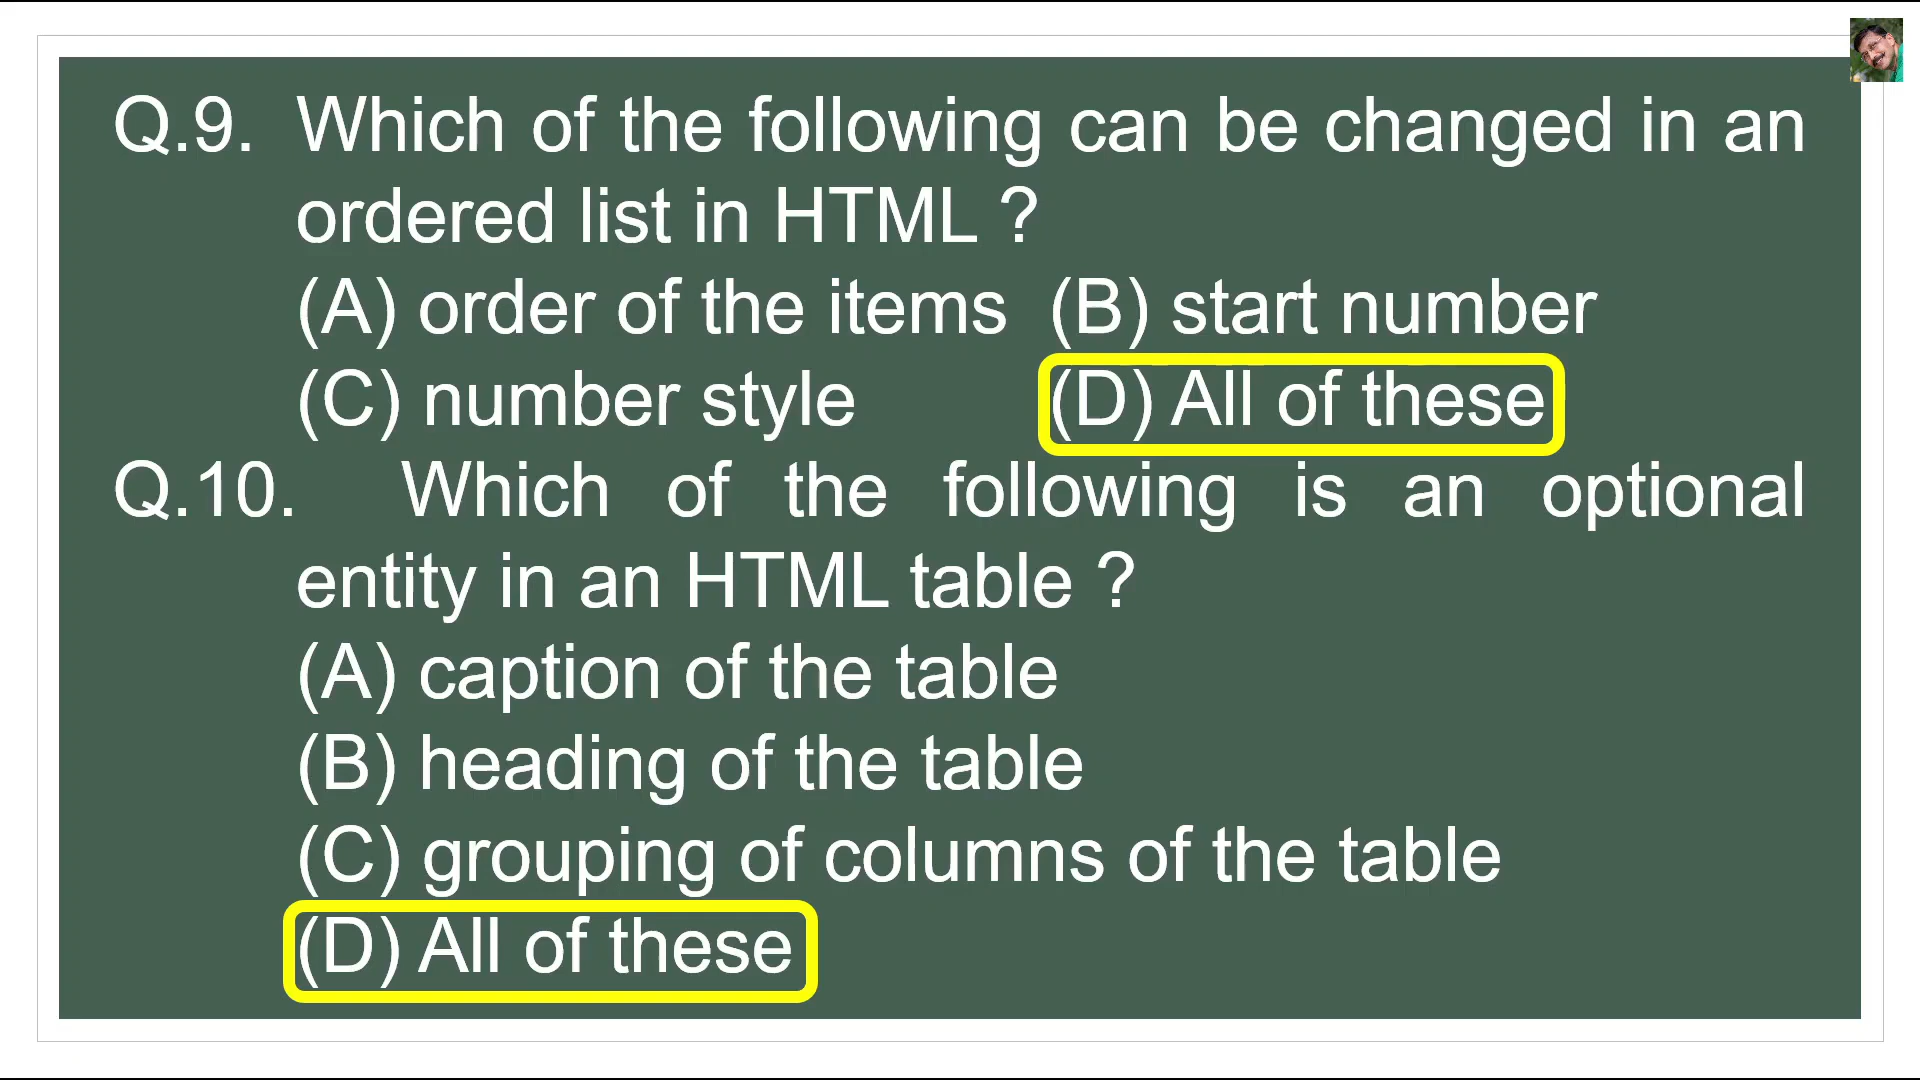 Q.9. Which of the following can be changed in an
ordered list in HTML ?
(A) order of the items (B) start number
(C) number style (D) All of these
Q.10. Which of the following is an optional
entity in an HTML table ?
(A) caption of the table
(B) heading of the table
(C) grouping of columns of the table
(D) All of these